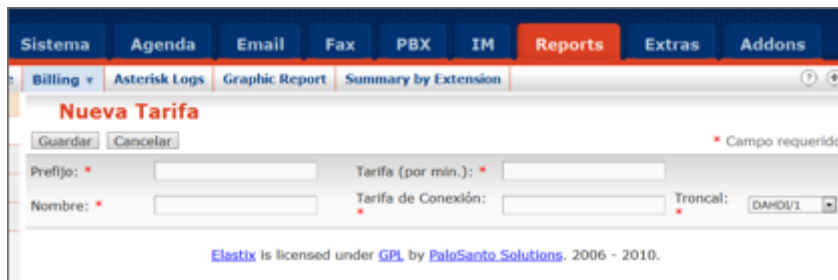 Sistema Agenda Email Fax PBX IM Reports Extras Addons
Billing Asterisk Logs Graphic Report Summary by Extension
Nueva Tarifa
Guardar Cancelar * Campo requerido
Prefijo: * Tarifa (por min.): *
Nombre: * Tarifa de Conexión: * Troncal: * DAHDI/1
Elastix is licensed under GPL by PaloSanto Solutions. 2006 - 2010.